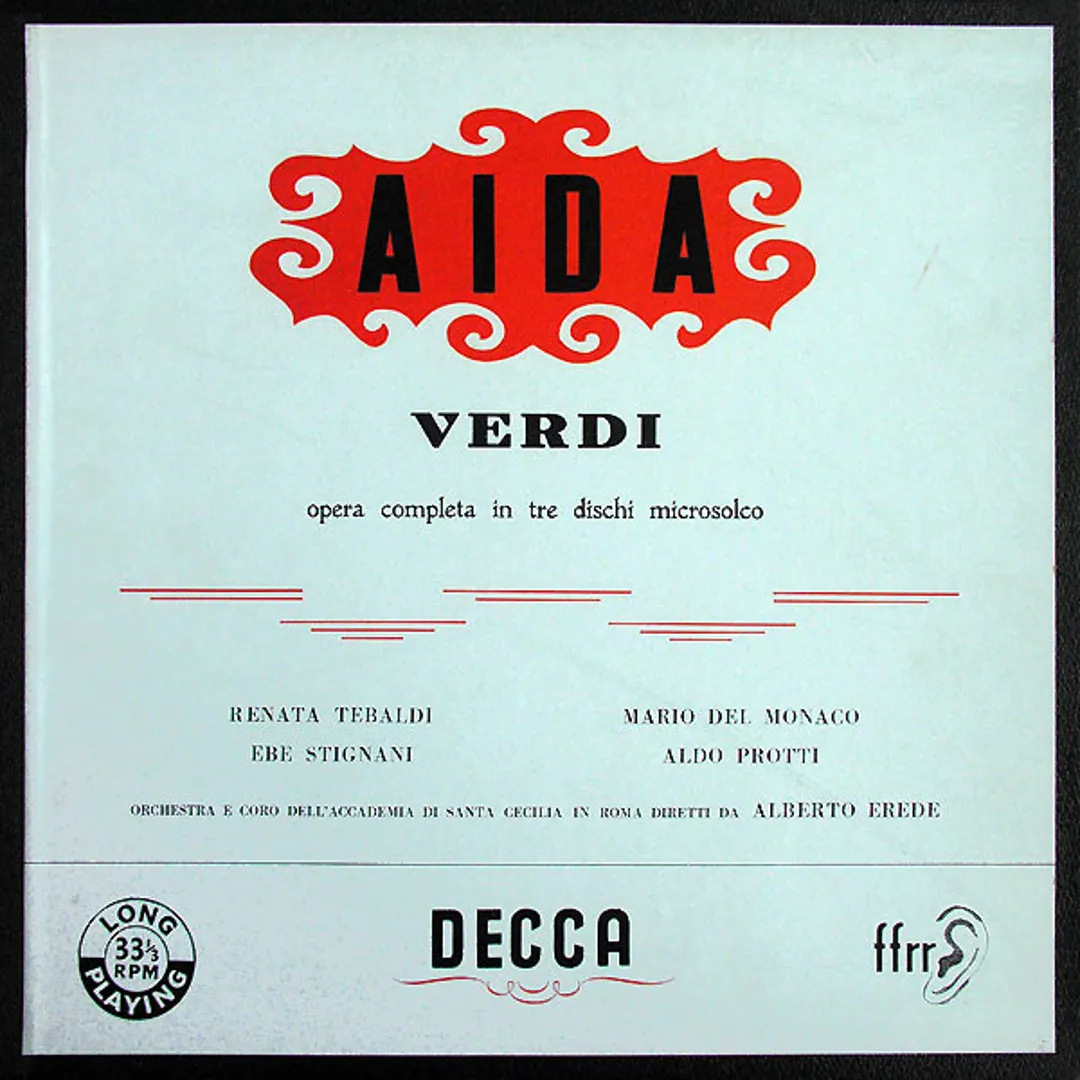 AIDA
VERDI
opera completa in tre dischi microsolco
RENATA TEBALDI
MARIO DEL MONACO
EBE STIGNANI
ALDO PROTTI
ORCHESTRA E CORO DELL'ACCADEMIA DI SANTA CECILIA IN ROMA DIRETTI DA ALBERTO EREDE
LONG
33⅓
RPM
PLAYING
DECCA
ffrr